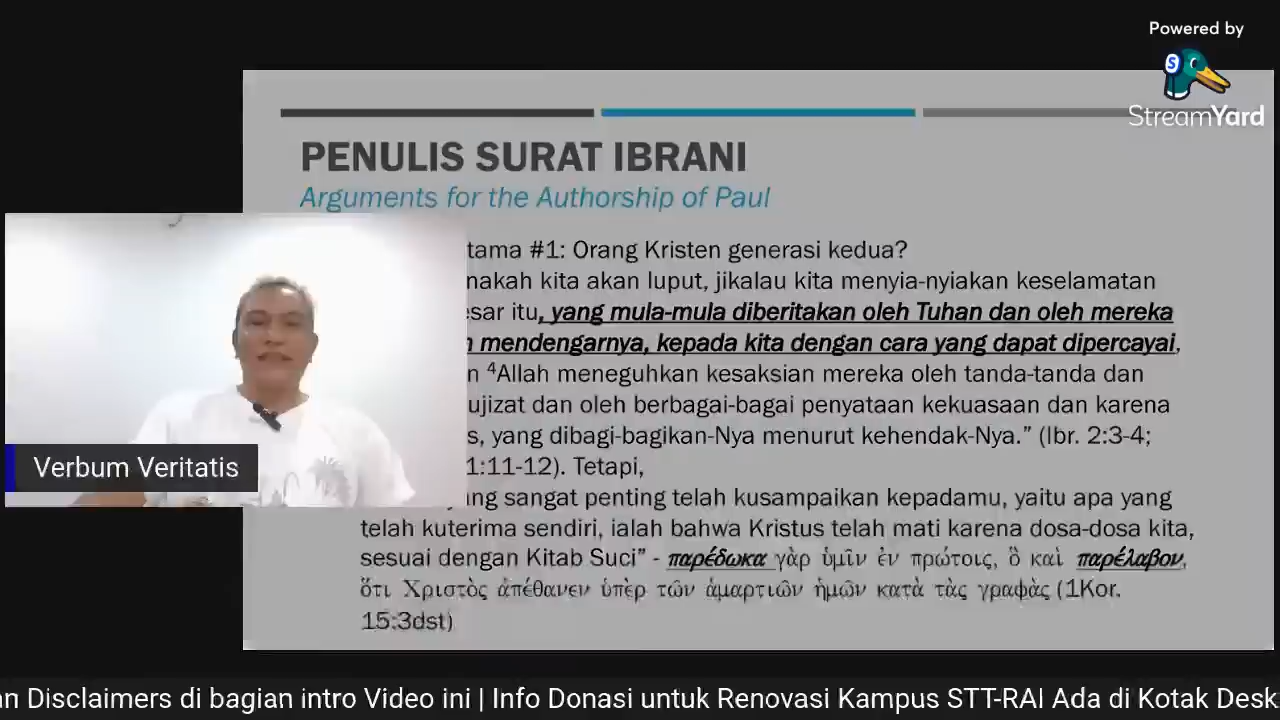 Powered by
StreamYard
PENULIS SURAT IBRANI
Arguments for the Authorship of Paul
#1: Orang Kristen generasi kedua?
kita akan luput, jikalau kita menyia-nyiakan keselamatan
itu, yang mula-mula diberitakan oleh Tuhan dan oleh mereka
mendengarnya, kepada kita dengan cara yang dapat dipercayai,
⁴Allah meneguhkan kesaksian mereka oleh tanda-tanda dan
dan oleh berbagai-bagai penyataan kekuasaan dan karena
yang dibagi-bagikan-Nya menurut kehendak-Nya.” (Ibr. 2:3-4;
1:11-12). Tetapi,
sangat penting telah kusampaikan kepadamu, yaitu apa yang
telah kuterima sendiri, ialah bahwa Kristus telah mati karena dosa-dosa kita,
sesuai dengan Kitab Suci” - παρέδωκα γὰρ ὑμῖν ἐν πρώτοις, ὃ καὶ παρέλαβον,
ὅτι Χριστὸς ἀπέθανεν ὑπὲρ τῶν ἁμαρτιῶν ἡμῶν κατὰ τὰς γραφὰς (1Kor.
15:3dst)
Verbum Veritatis
Disclaimers di bagian intro Video ini | Info Donasi untuk Renovasi Kampus STT-RAI Ada di Kotak Desk